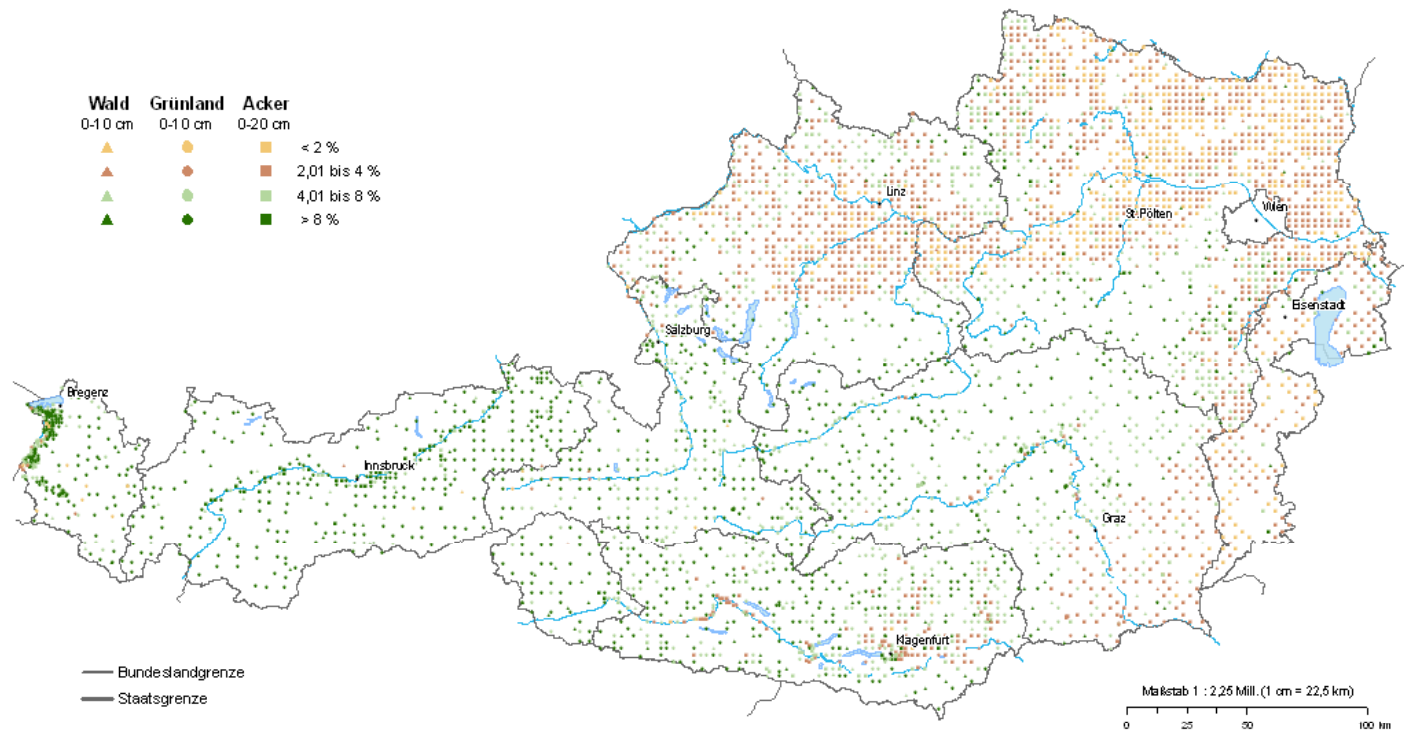 Wald Grünland Acker
0-10 cm 0-10 cm 0-20 cm
< 2 %
2,01 bis 4 %
4,01 bis 8 %
> 8 %
Linz
St.Pölten
Wien
Eisenstadt
Salzburg
Bregenz
Innsbruck
Graz
Klagenfurt
Bundeslandgrenze
Staatsgrenze
Maßstab 1 : 2,25 Mill. (1 cm = 22,5 km)
0 25 50 100 km